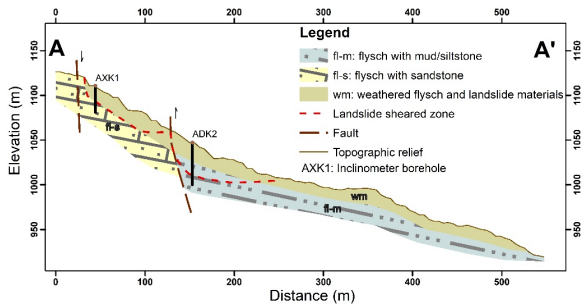 0 100 200 300 400 500
A
A'
1150
1100
1050
1000
950
Elevation (m)
1150
1100
1050
1000
950
AXK1
ADK2
fl-s
wm
fl-m
Legend
fl-m: flysch with mud/siltstone
fl-s: flysch with sandstone
wm: weathered flysch and landslide materials
Landslide sheared zone
Fault
Topographic relief
AXK1: Inclinometer borehole
0 100 200 300 400 500
Distance (m)